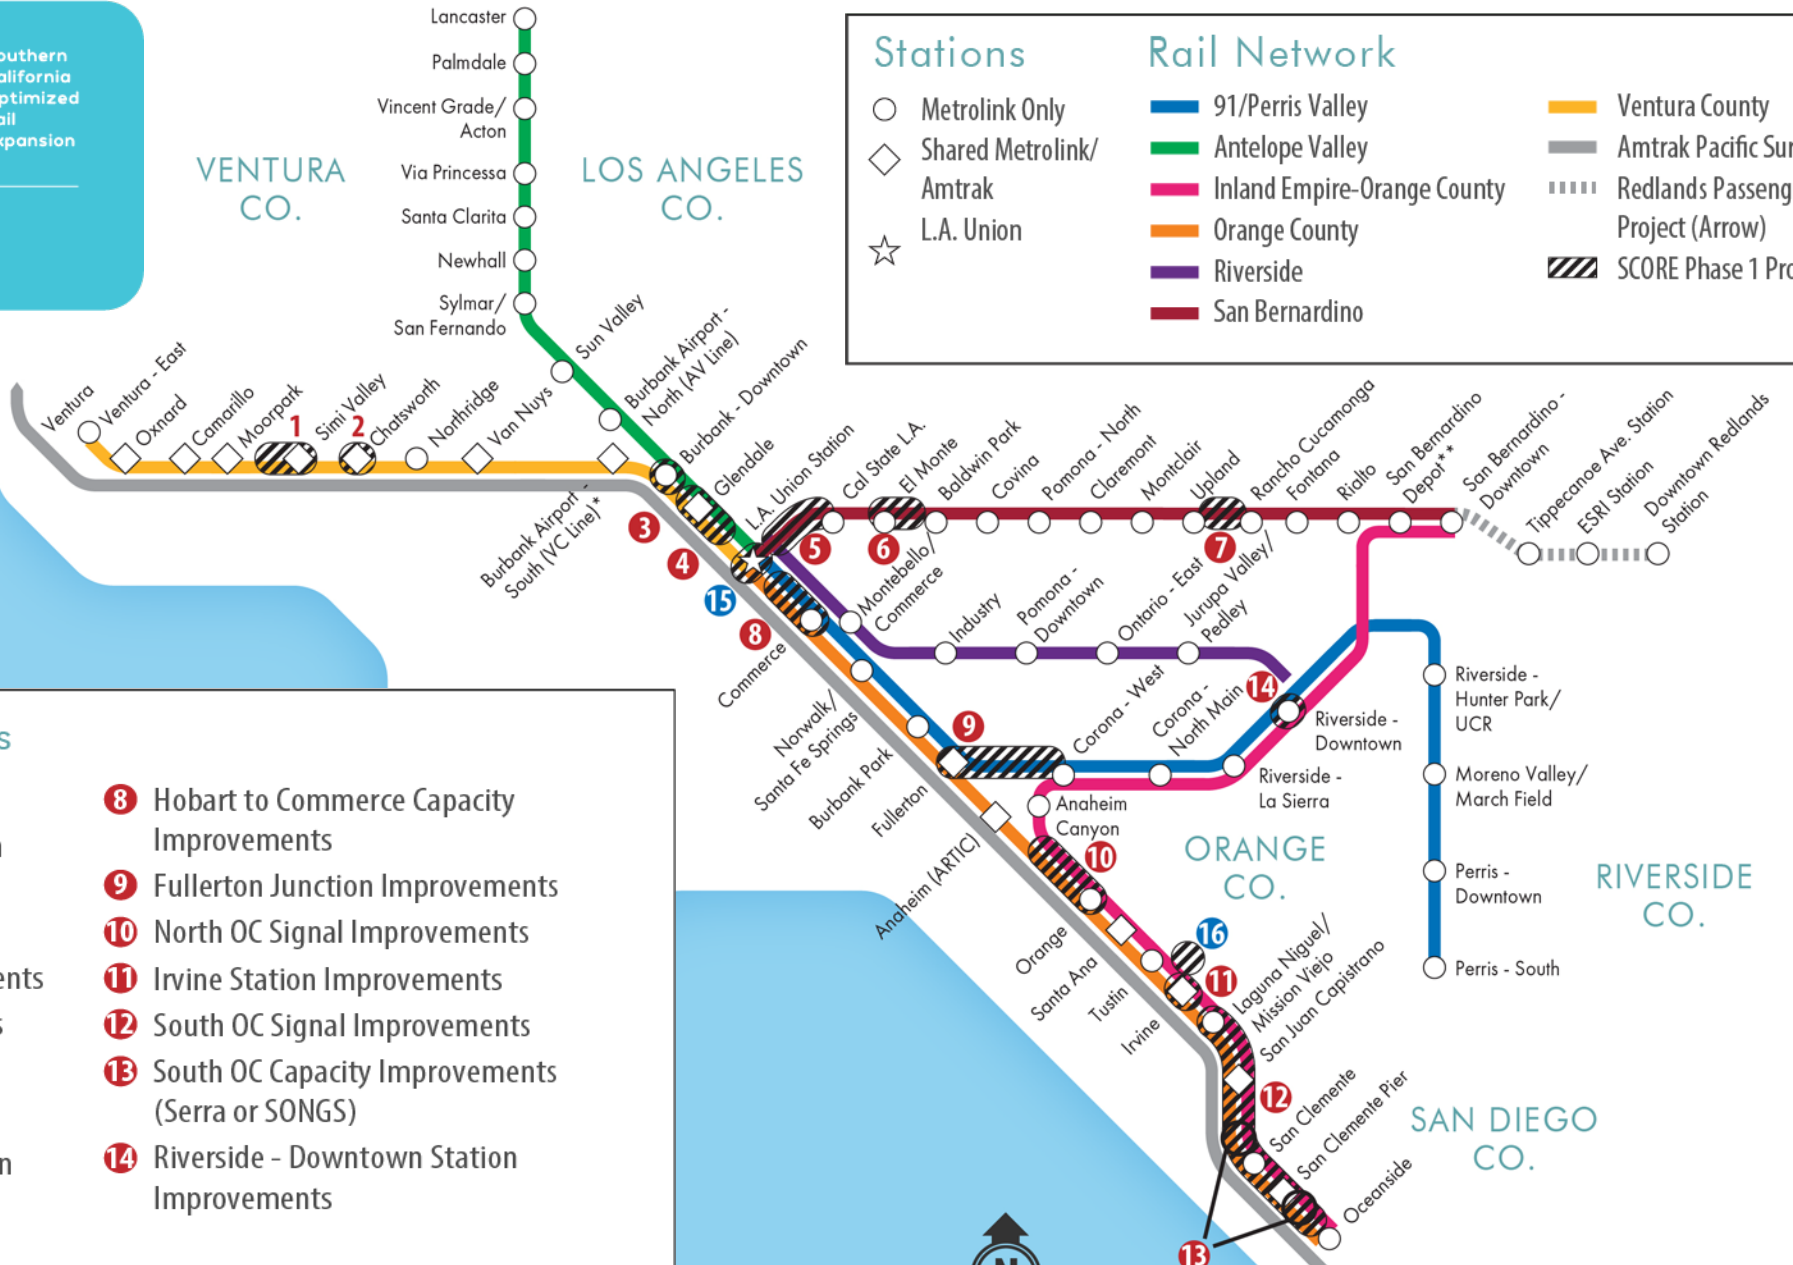 Lancaster
Palmdale
Vincent Grade/
Acton
Via Princessa
Santa Clarita
Newhall
Sylmar/
San Fernando
VENTURA
CO.
LOS ANGELES
CO.
Stations
Metrolink Only
Shared Metrolink/
Amtrak
L.A. Union
Rail Network
91/Perris Valley
Antelope Valley
Inland Empire-Orange County
Orange County
Riverside
San Bernardino
Ventura County
Amtrak Pacific Sur
Redlands Passeng
Project (Arrow)
SCORE Phase 1 Pro
outhern
alifornia
ptimized
ail
xpansion
Sun Valley
Burbank Airport -
North (AV Line)
Burbank - Downtown
Glendale
L.A. Union Station
Ventura
Ventura - East
Oxnard
Camarillo
Moorpark
1
Simi Valley
2
Chatsworth
Northridge
Van Nuys
Burbank Airport -
South (VC Line)*
3
4
15
8
5
6
7
Cal State L.A.
El Monte
Baldwin Park
Covina
Pomona - North
Claremont
Montclair
Upland
Rancho Cucamonga
Fontana
Rialto
San Bernardino
Depot**
San Bernardino -
Downtown
Tippecanoe Ave. Station
ESRI Station
Downtown Redlands
Station
Montebello/
Commerce
Industry
Pomona -
Downtown
Ontario - East
Jurupa Valley/
Pedley
14
Riverside -
Downtown
Commerce
Norwalk/
Santa Fe Springs
Burbank Park
Fullerton
9
Corona - West
Corona -
North Main
Riverside -
La Sierra
Riverside -
Hunter Park/
UCR
Moreno Valley/
March Field
Perris -
Downtown
Perris - South
Anaheim
Canyon
10
Anaheim (ARTIC)
Orange
Santa Ana
Tustin
Irvine
16
11
Laguna Niguel/
Mission Viejo
San Juan Capistrano
12
San Clemente
San Clemente Pier
Oceanside
13
ORANGE
CO.
RIVERSIDE
CO.
SAN DIEGO
CO.
N
s
ents
s
n
8 Hobart to Commerce Capacity
Improvements
9 Fullerton Junction Improvements
10 North OC Signal Improvements
11 Irvine Station Improvements
12 South OC Signal Improvements
13 South OC Capacity Improvements
(Serra or SONGS)
14 Riverside - Downtown Station
Improvements